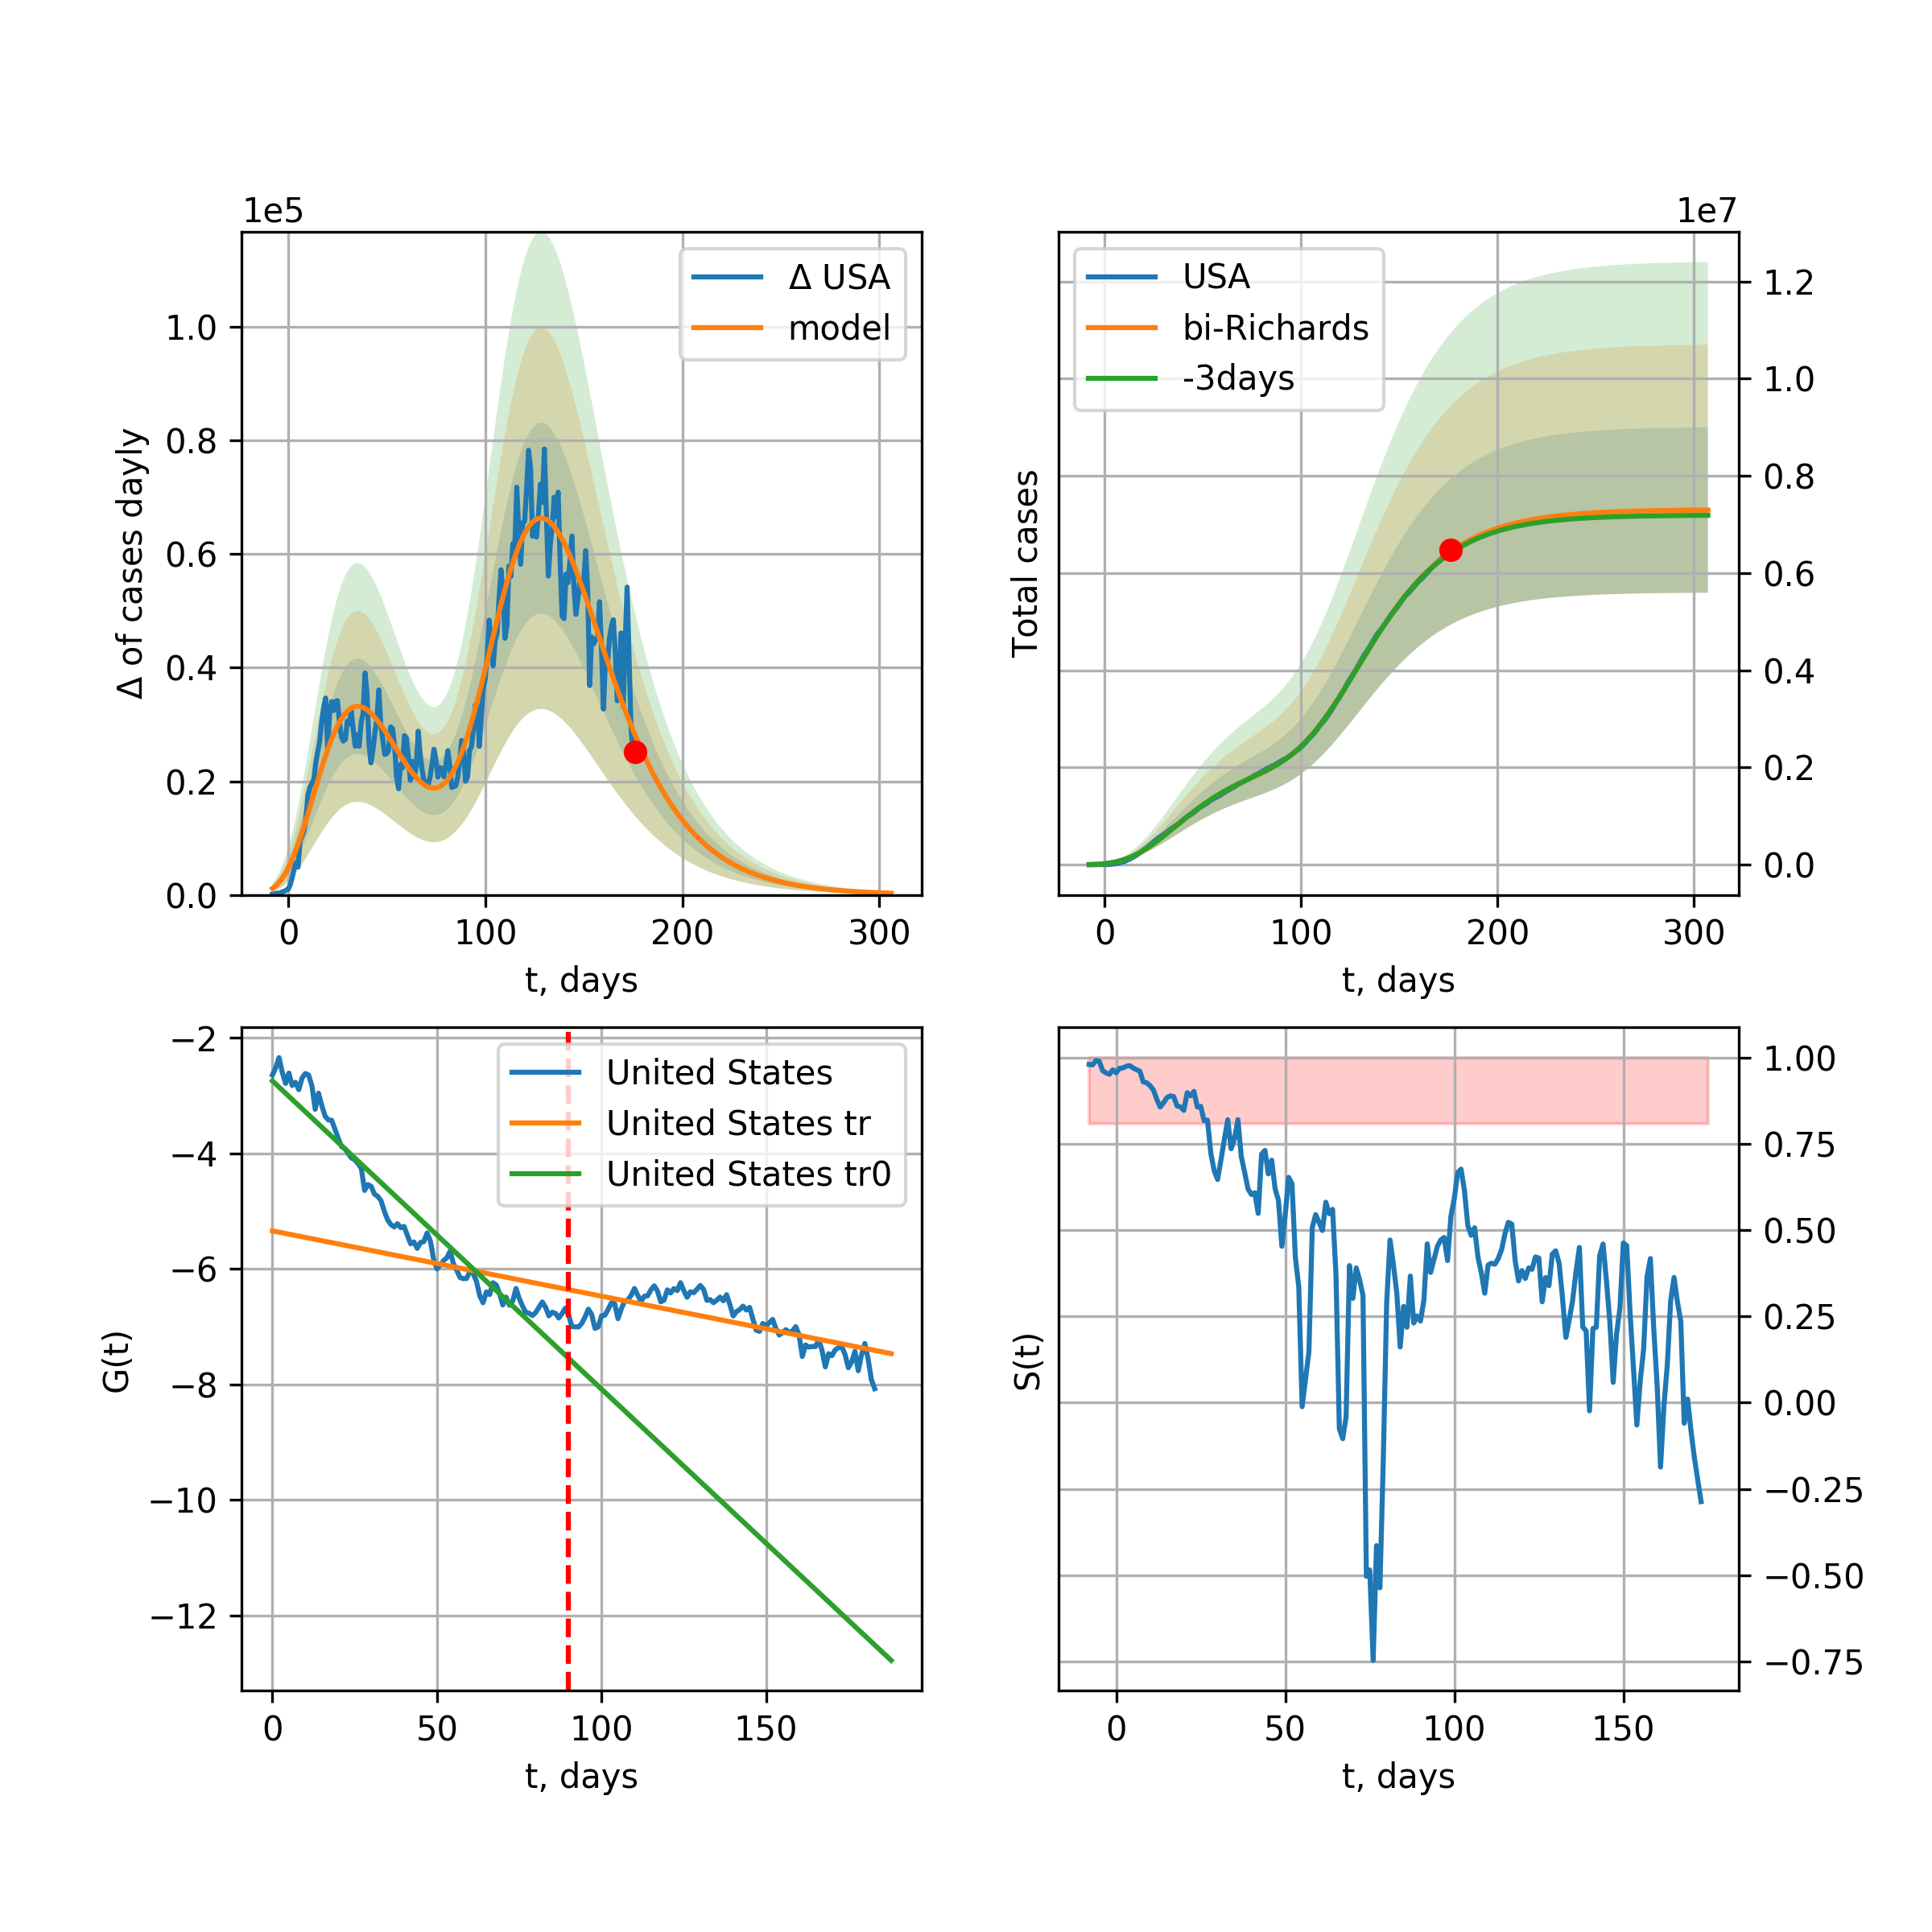 1e5
Δ USA
model
1.0
0.8
0.6
0.4
0.2
0.0
Δ of cases dayly
0
100
200
300
t, days
1e7
USA
bi-Richards
-3days
1.2
1.0
0.8
0.6
0.4
0.2
0.0
Total cases
0
100
200
300
t, days
United States
United States tr
United States tr0
−2
−4
−6
−8
−10
−12
G(t)
0
50
100
150
t, days
1.00
0.75
0.50
0.25
0.00
−0.25
−0.50
−0.75
S(t)
0
50
100
150
t, days